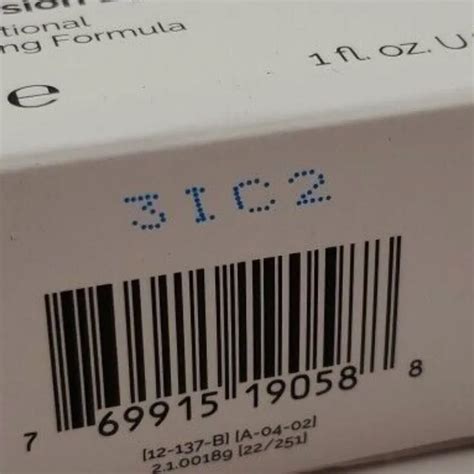 tional
ng Formula
e
1 fl. oz. U
3IC2
7 69915 19058 8
[12-137-B] [A-04-02]
2.1.00189 [22/251]